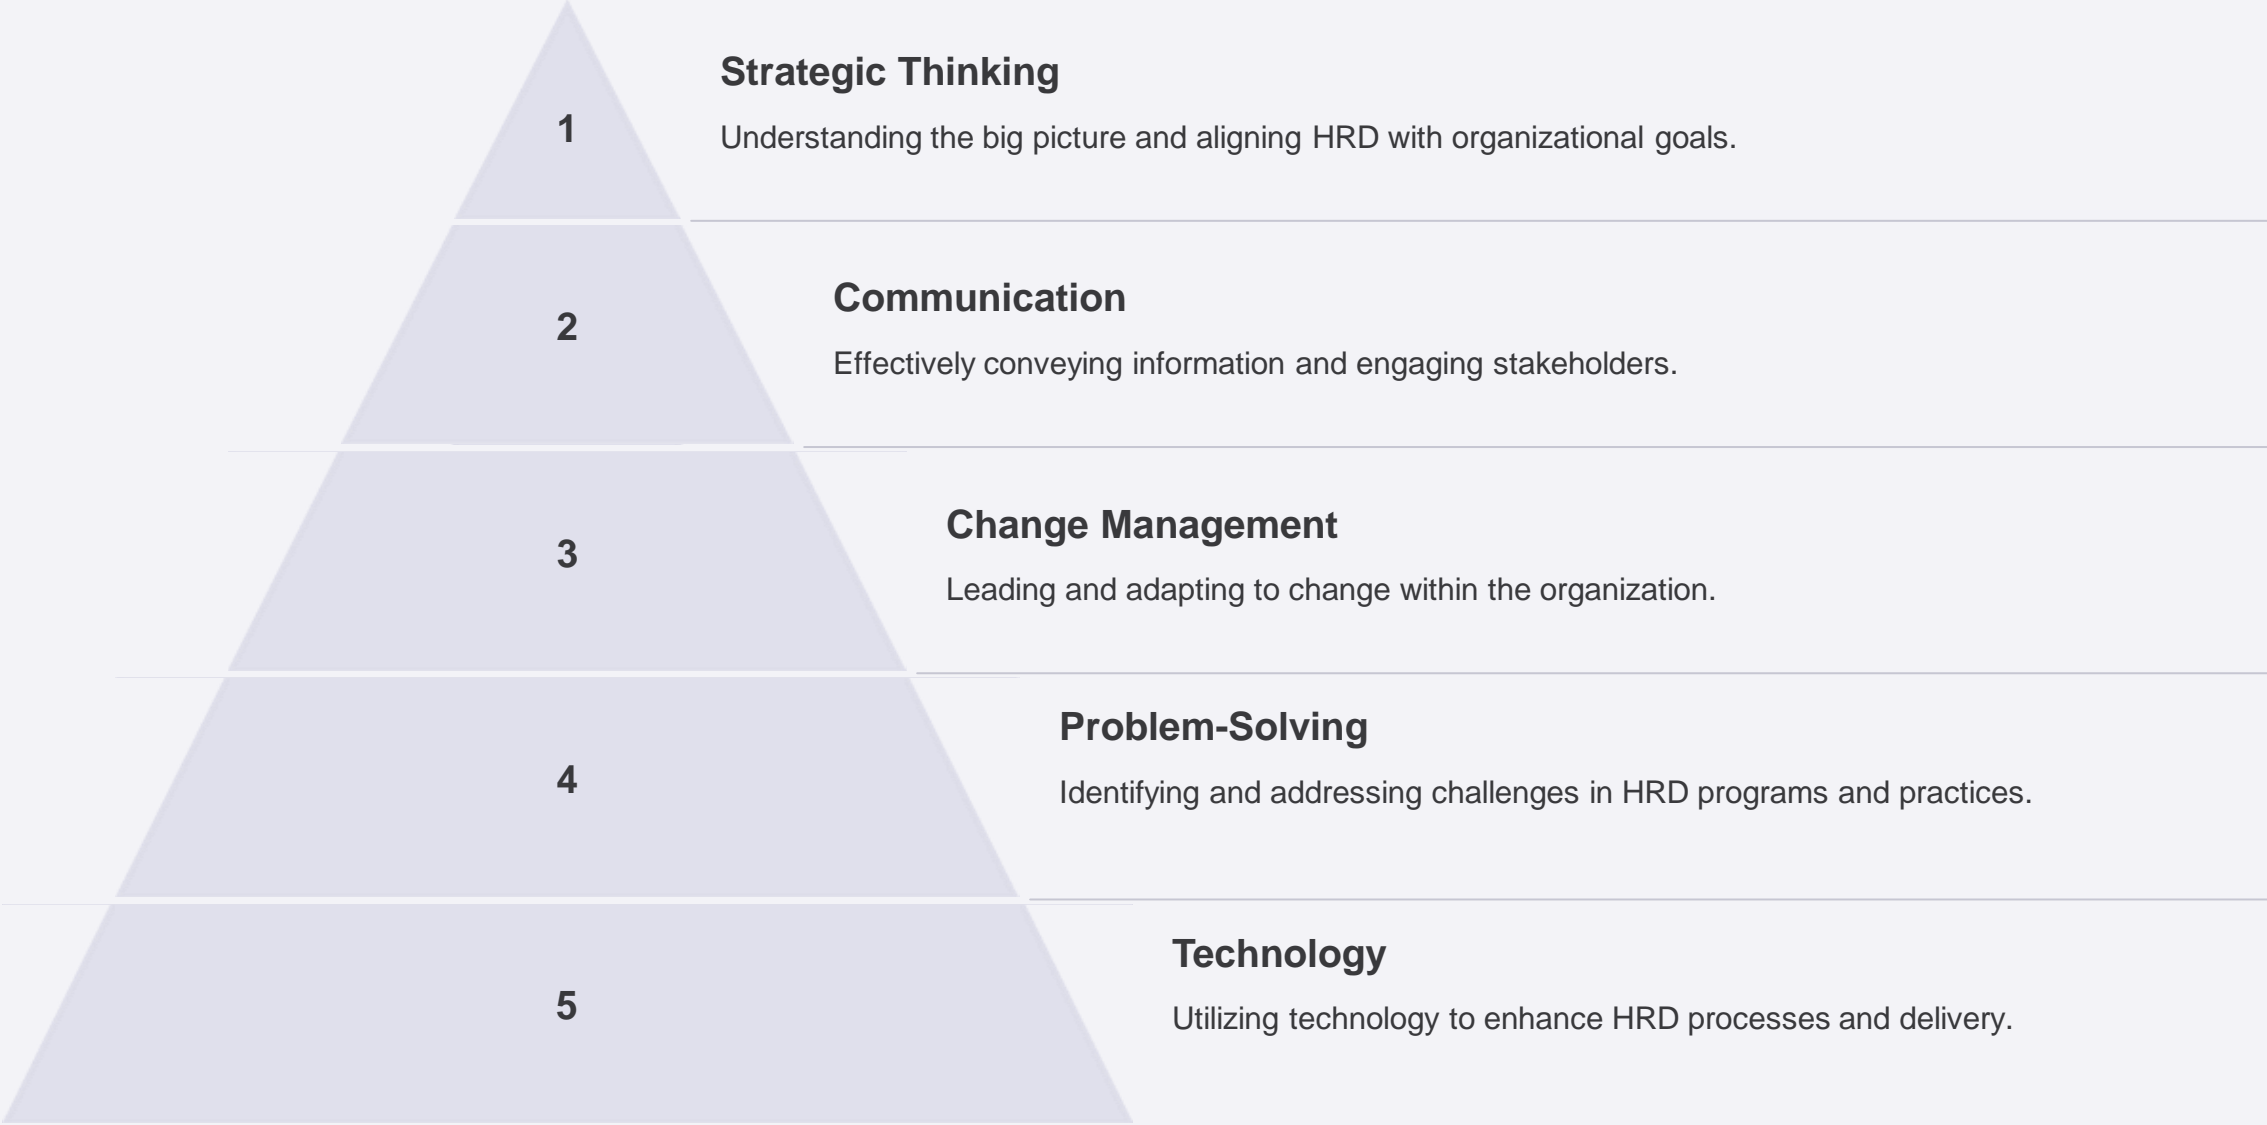 1
Strategic Thinking
Understanding the big picture and aligning HRD with organizational goals.
2
Communication
Effectively conveying information and engaging stakeholders.
3
Change Management
Leading and adapting to change within the organization.
4
Problem-Solving
Identifying and addressing challenges in HRD programs and practices.
5
Technology
Utilizing technology to enhance HRD processes and delivery.